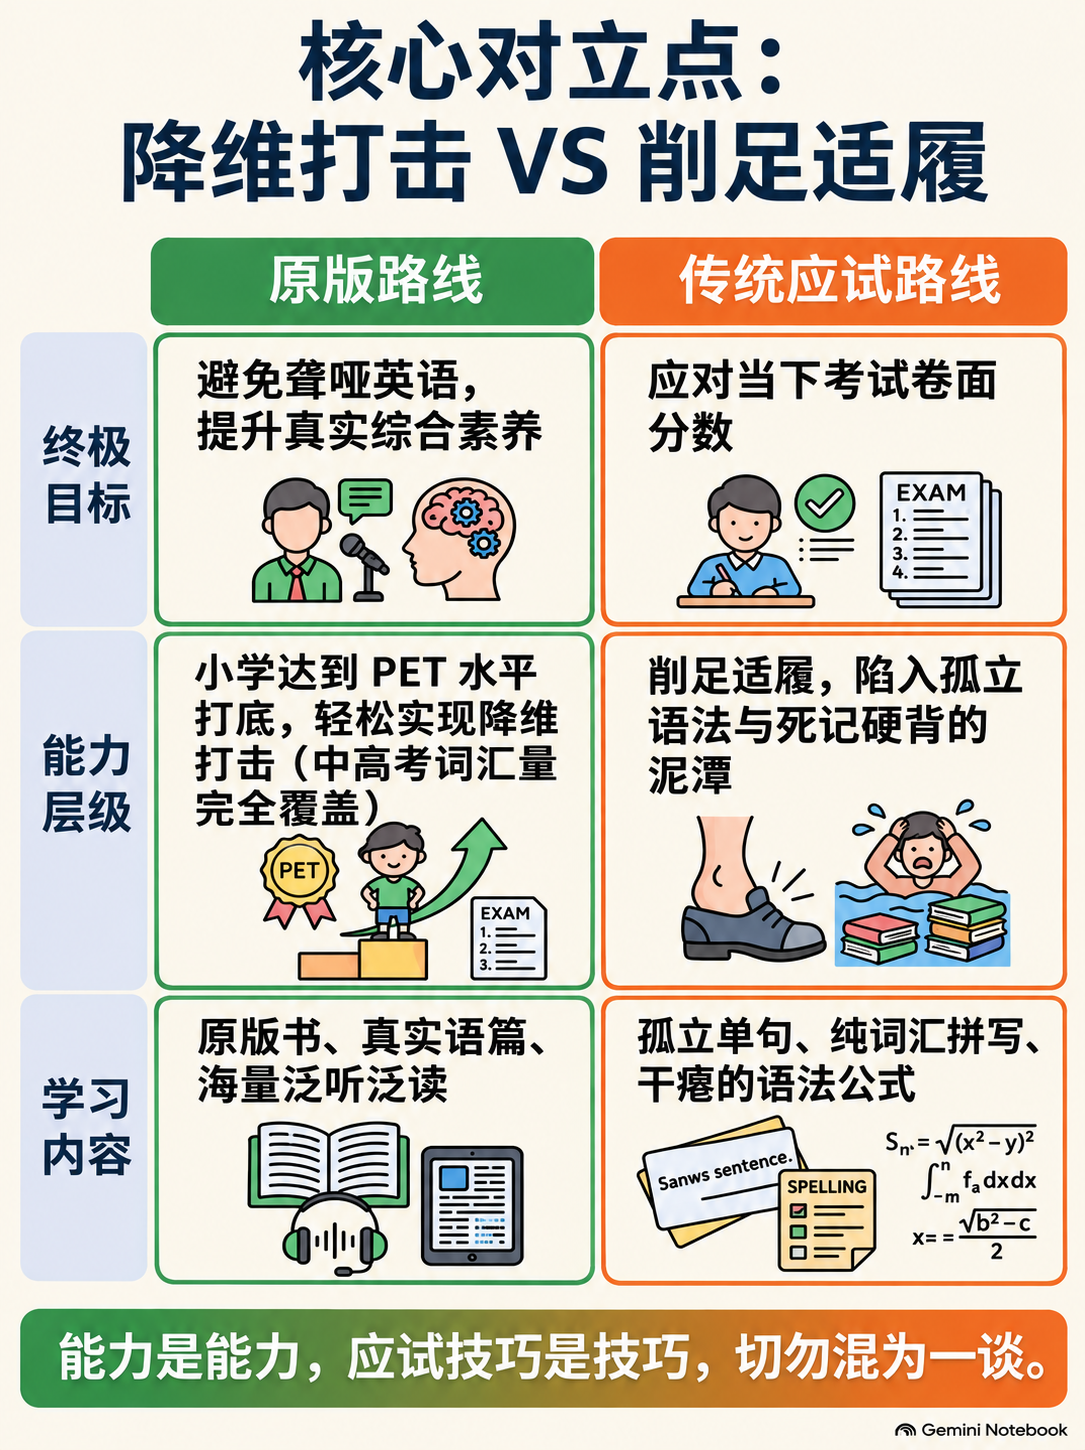 核心对立点：
降维打击 VS 削足适履
原版路线
传统应试路线
终极
目标
避免聋哑英语，
提升真实综合素养
应对当下考试卷面
分数
EXAM
1.
2.
3.
4.
能力
层级
小学达到 PET 水平
打底，轻松实现降维
打击（中高考词汇量
完全覆盖）
PET
EXAM
1.
2.
3.
削足适履，陷入孤立
语法与死记硬背的
泥潭
学习
内容
原版书、真实语篇、
海量泛听泛读
孤立单句、纯词汇拼写、
干瘪的语法公式
Sanws sentence.
SPELLING
Sn. = √(x² – y)²
∫ⁿ₋ₘ fₐ dx dx
x= = √b² – c / 2
能力是能力，应试技巧是技巧，切勿混为一谈。
Gemini Notebook